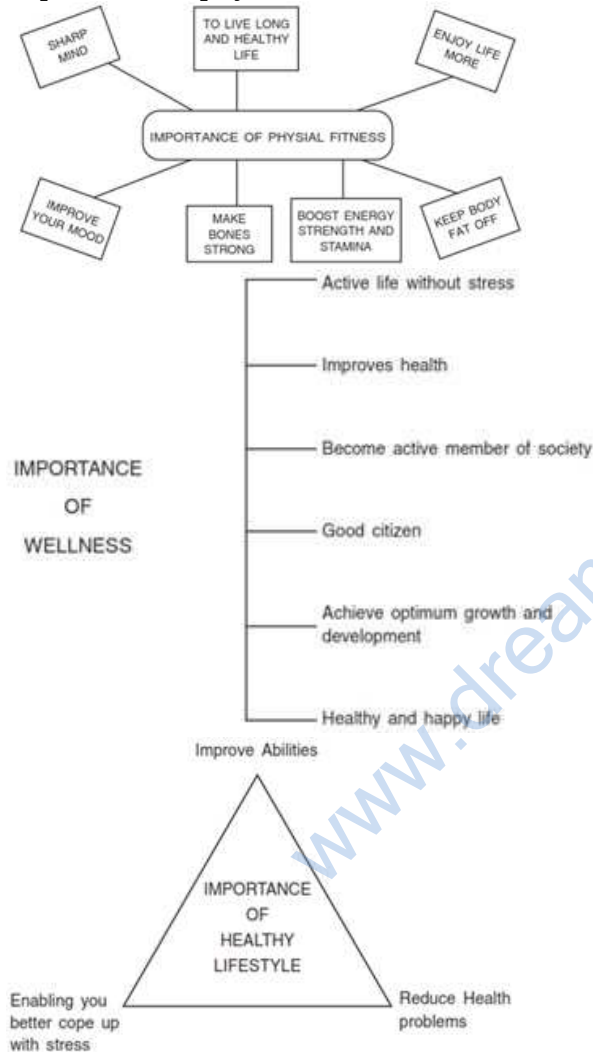 SHARP
MIND
TO LIVE LONG
AND HEALTHY
LIFE
ENJOY LIFE
MORE
IMPORTANCE OF PHYSIAL FITNESS
IMPROVE
YOUR MOOD
MAKE
BONES
STRONG
BOOST ENERGY
STRENGTH AND
STAMINA
KEEP BODY
FAT OFF
IMPORTANCE
OF
WELLNESS
Active life without stress
Improves health
Become active member of society
Good citizen
Achieve optimum growth and
development
Healthy and happy life
Improve Abilities
IMPORTANCE
OF
HEALTHY
LIFESTYLE
Enabling you
better cope up
with stress
Reduce Health
problems
www.drea